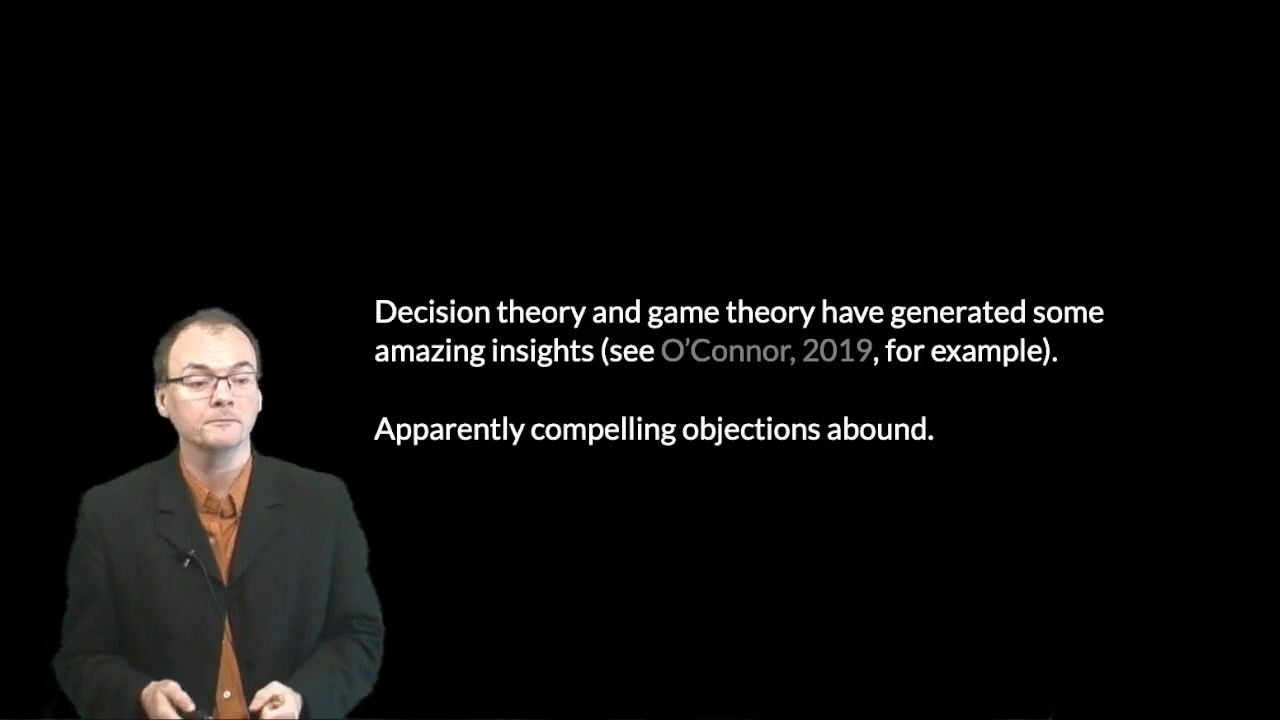 Decision theory and game theory have generated some
amazing insights (see O’Connor, 2019, for example).
Apparently compelling objections abound.